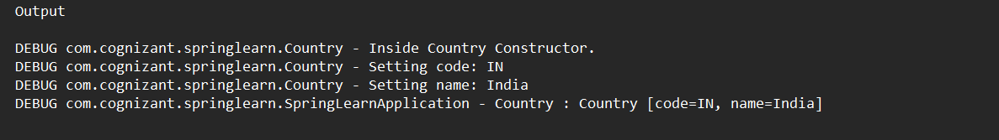 Output
DEBUG com.cognizant.springlearn.Country - Inside Country Constructor.
DEBUG com.cognizant.springlearn.Country - Setting code: IN
DEBUG com.cognizant.springlearn.Country - Setting name: India
DEBUG com.cognizant.springlearn.SpringLearnApplication - Country : Country [code=IN, name=India]